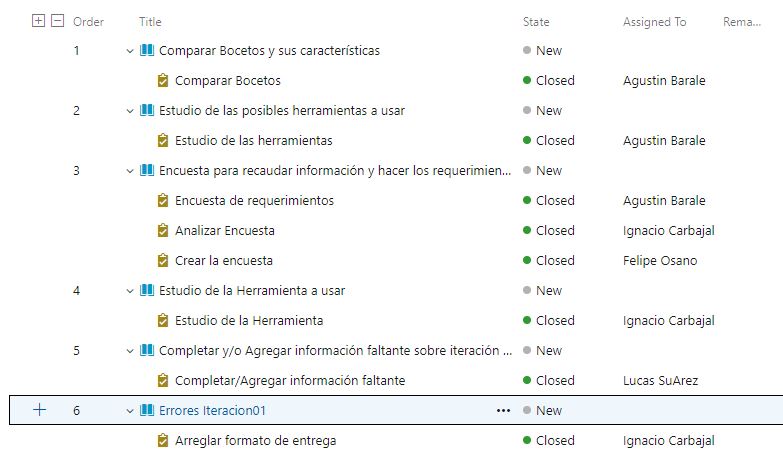 Order Title State Assigned To Rema...
1 Comparar Bocetos y sus características New
Comparar Bocetos Closed Agustin Barale
2 Estudio de las posibles herramientas a usar New
Estudio de las herramientas Closed Agustin Barale
3 Encuesta para recaudar información y hacer los requerimien... New
Encuesta de requerimientos Closed Agustin Barale
Analizar Encuesta Closed Ignacio Carbajal
Crear la encuesta Closed Felipe Osano
4 Estudio de la Herramienta a usar New
Estudio de la Herramienta Closed Ignacio Carbajal
5 Completar y/o Agregar información faltante sobre iteración ... New
Completar/Agregar información faltante Closed Lucas SuArez
6 Errores Iteracion01 ... New
Arreglar formato de entrega Closed Ignacio Carbajal